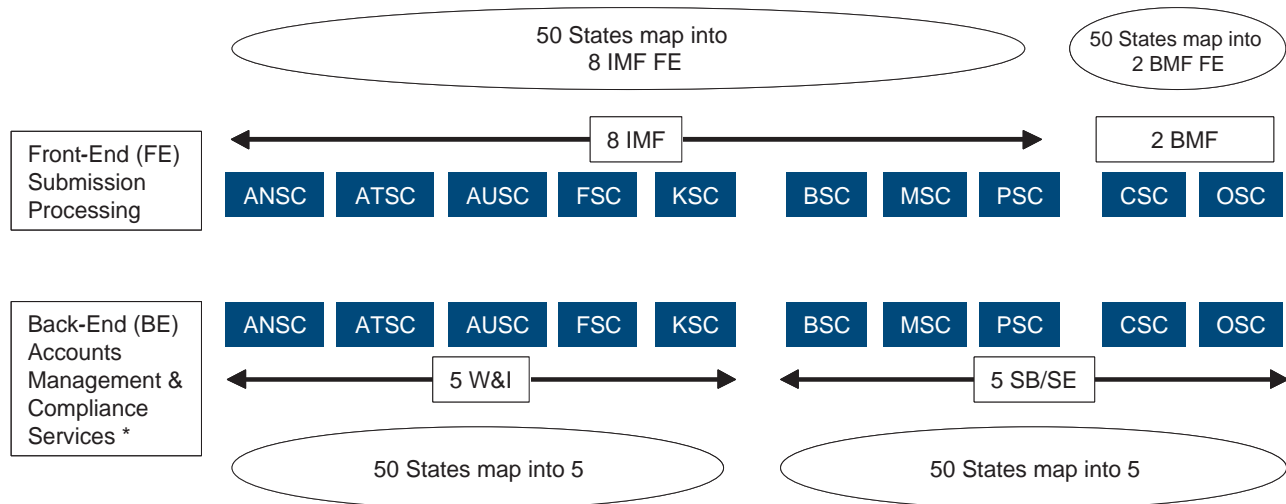 50 States map into
8 IMF FE
50 States map into
2 BMF FE
Front-End (FE)
Submission
Processing
8 IMF
2 BMF
ANSC
ATSC
AUSC
FSC
KSC
BSC
MSC
PSC
CSC
OSC
Back-End (BE)
Accounts
Management &
Compliance
Services *
ANSC
ATSC
AUSC
FSC
KSC
BSC
MSC
PSC
CSC
OSC
5 W&I
5 SB/SE
50 States map into 5
50 States map into 5